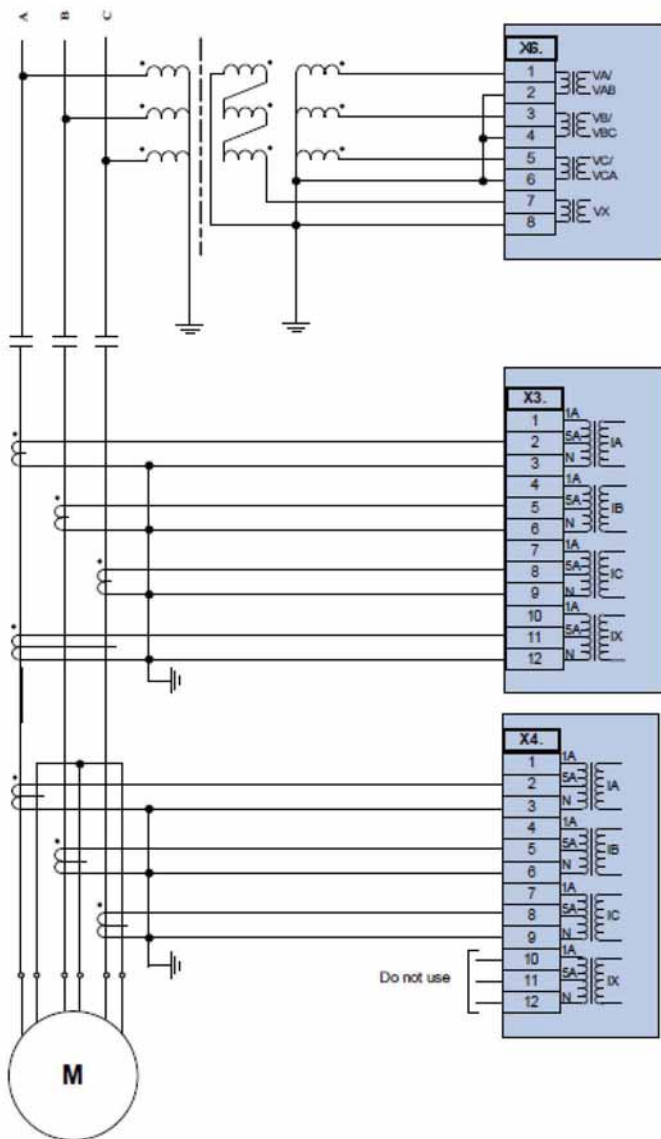 A B C
X6.
1 VA/
2 VAB
3 VB/
4 VBC
5 VC/
6 VCA
7 VX
8
X3.
1 1A
2 5A IA
3 N
4 1A
5 5A IB
6 N
7 1A
8 5A IC
9 N
10 1A
11 5A IX
12 N
X4.
1 1A
2 5A IA
3 N
4 1A
5 5A IB
6 N
7 1A
8 5A IC
9 N
Do not use
10 1A
11 5A IX
12 N
M